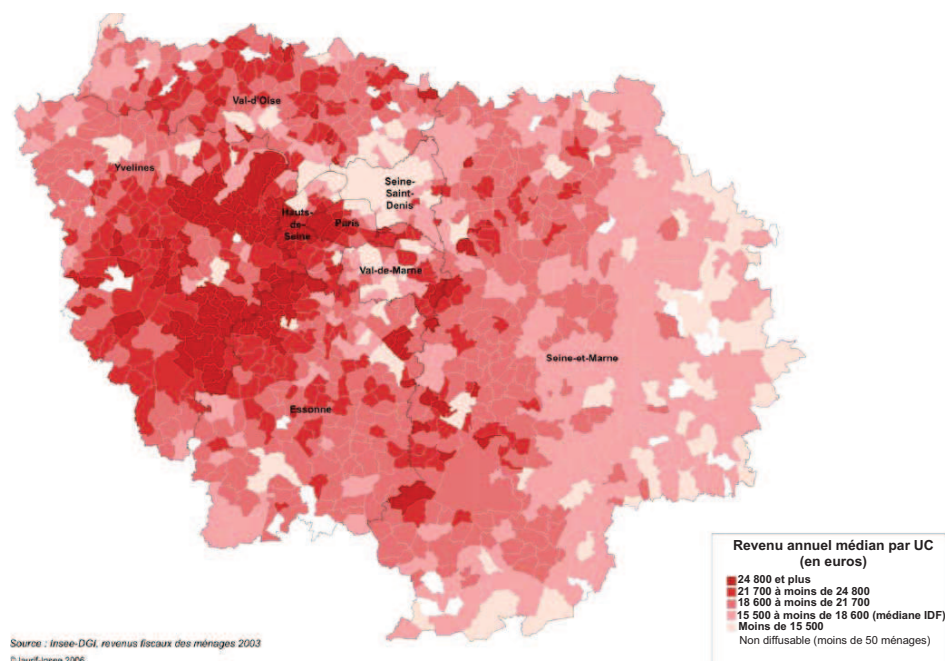 Val-d'Oise
Yvelines
Seine-
Saint-
Denis
Hauts-
de-
Seine
Paris
Val-de-Marne
Seine-et-Marne
Essonne
Revenu annuel médian par UC
(en euros)
24 800 et plus
21 700 à moins de 24 800
18 600 à moins de 21 700
15 500 à moins de 18 600 (médiane IDF)
Moins de 15 500
Non diffusable (moins de 50 ménages)
Source : Insee-DGI, revenus fiscaux des ménages 2003
© Iaurif-Insee 2006